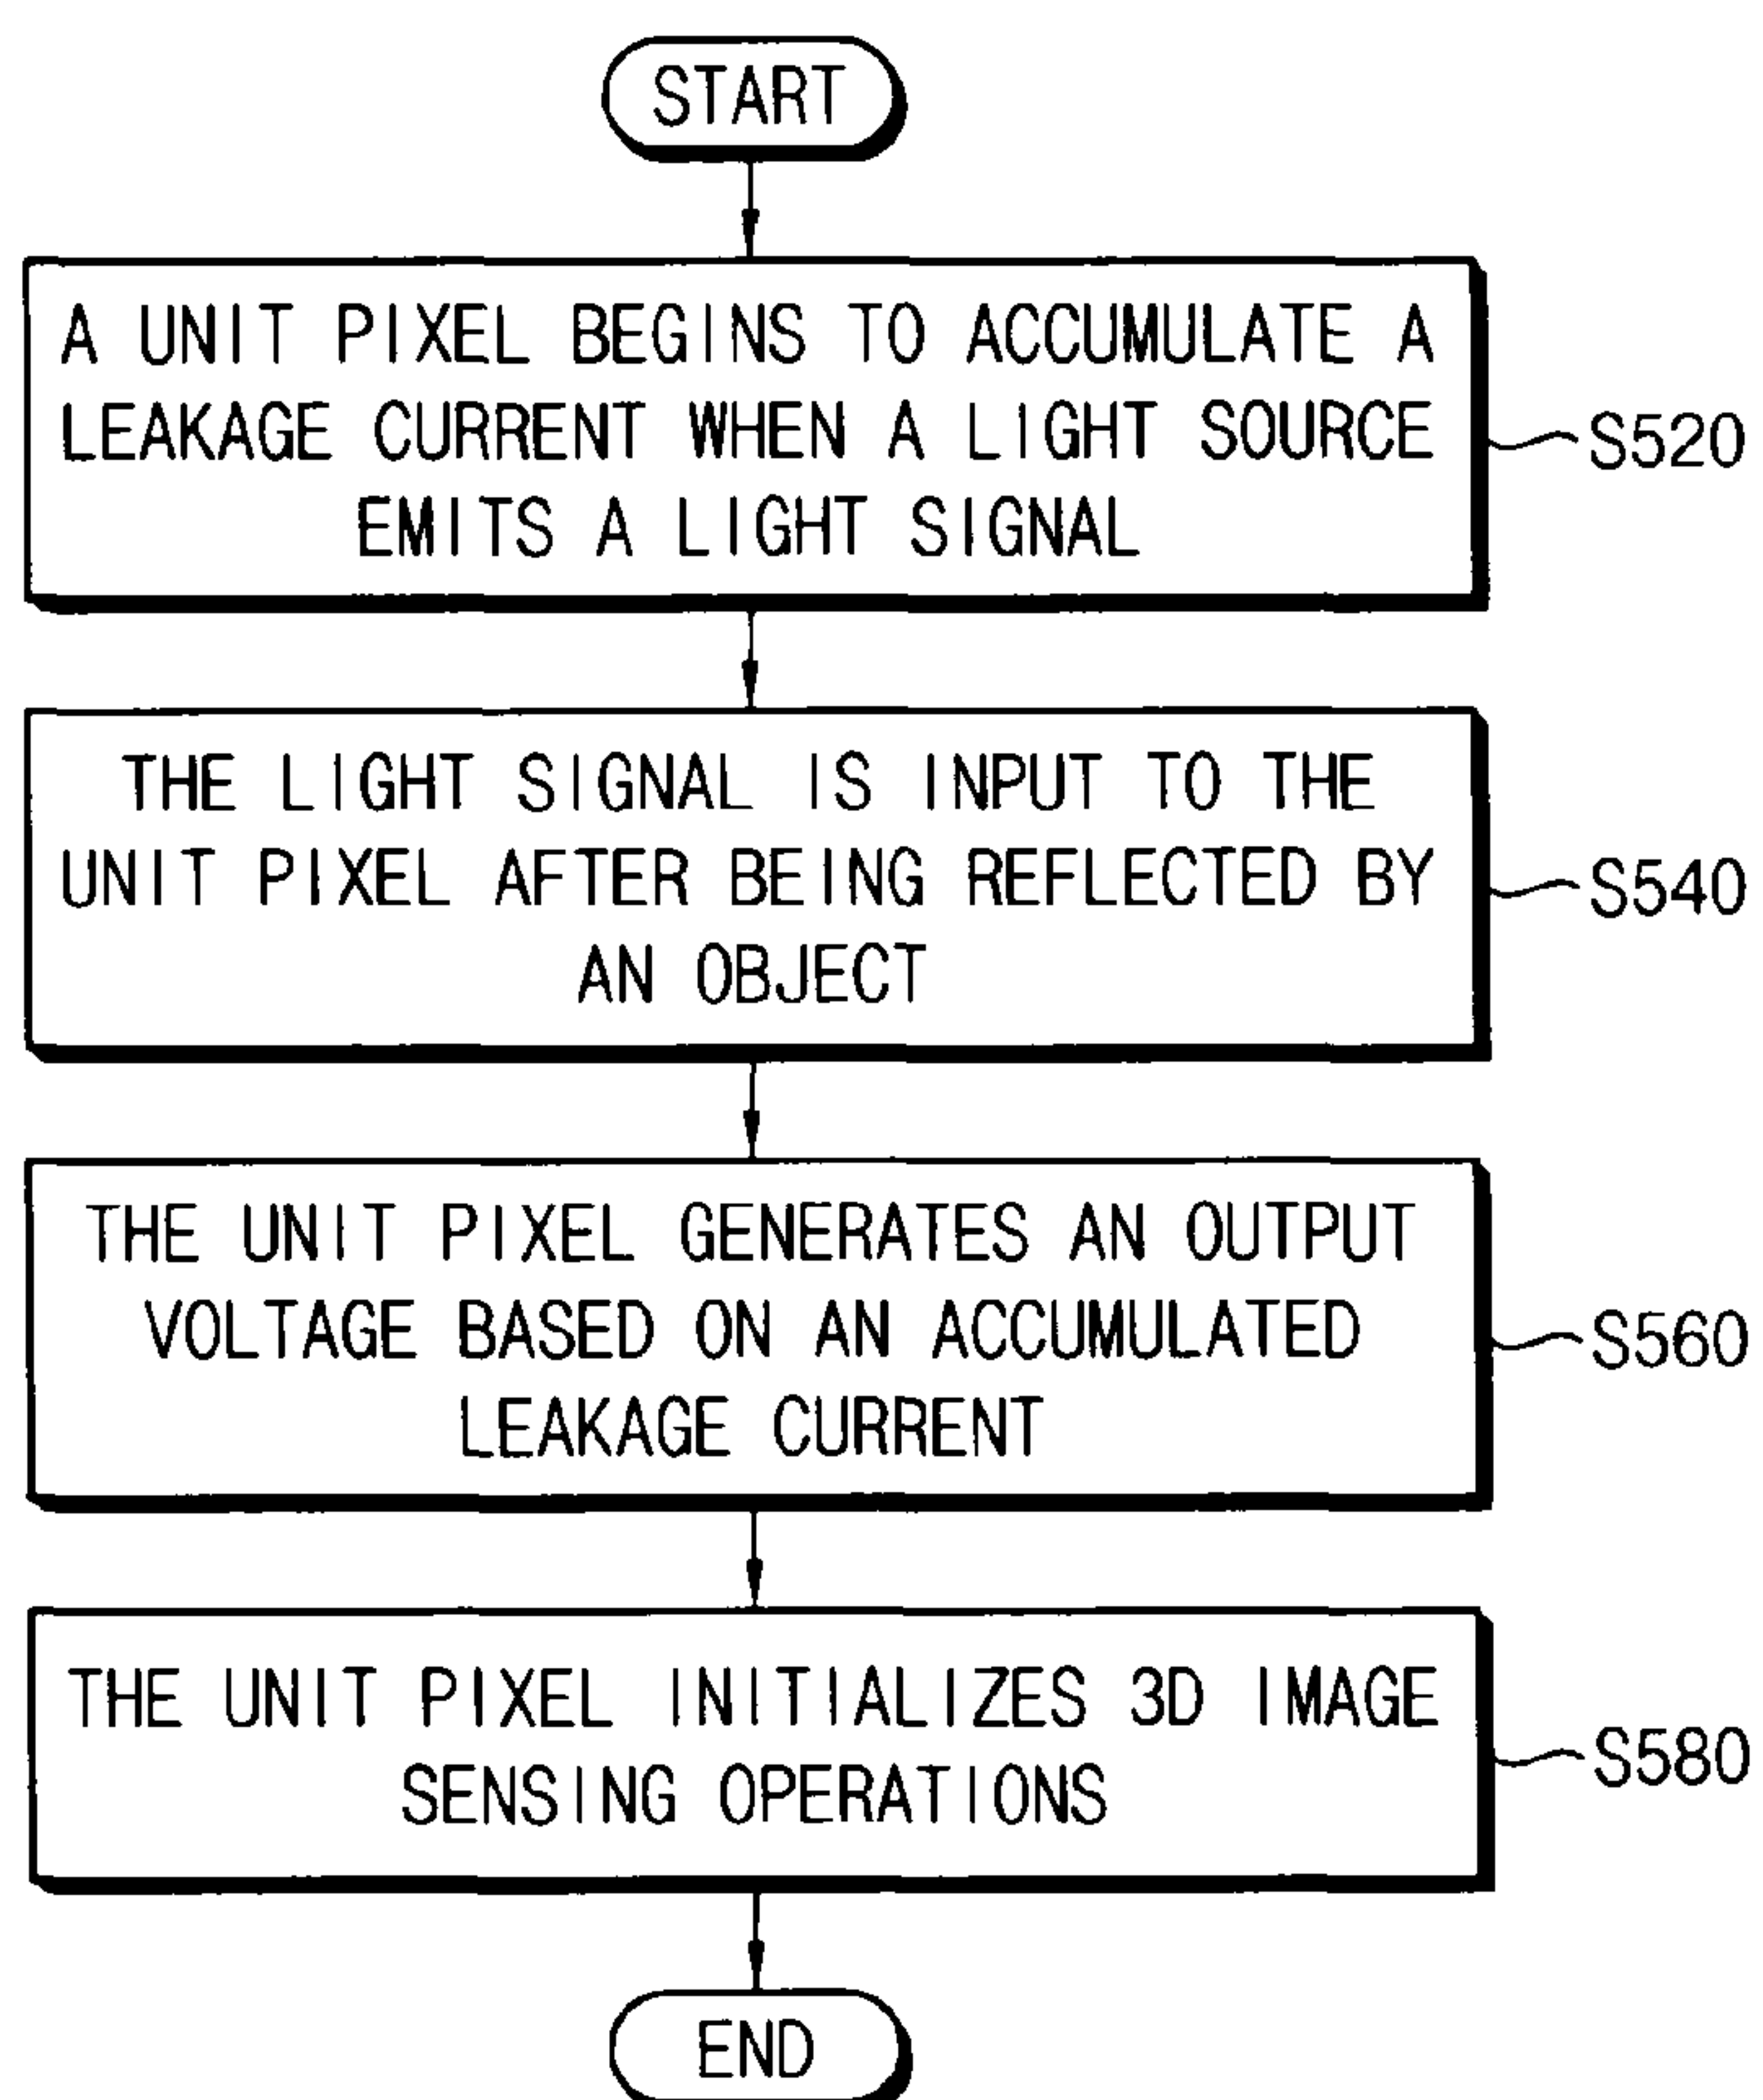 START
A UNIT PIXEL BEGINS TO ACCUMULATE A
LEAKAGE CURRENT WHEN A LIGHT SOURCE
EMITS A LIGHT SIGNAL
S520
THE LIGHT SIGNAL IS INPUT TO THE
UNIT PIXEL AFTER BEING REFLECTED BY
AN OBJECT
S540
THE UNIT PIXEL GENERATES AN OUTPUT
VOLTAGE BASED ON AN ACCUMULATED
LEAKAGE CURRENT
S560
THE UNIT PIXEL INITIALIZES 3D IMAGE
SENSING OPERATIONS
S580
END